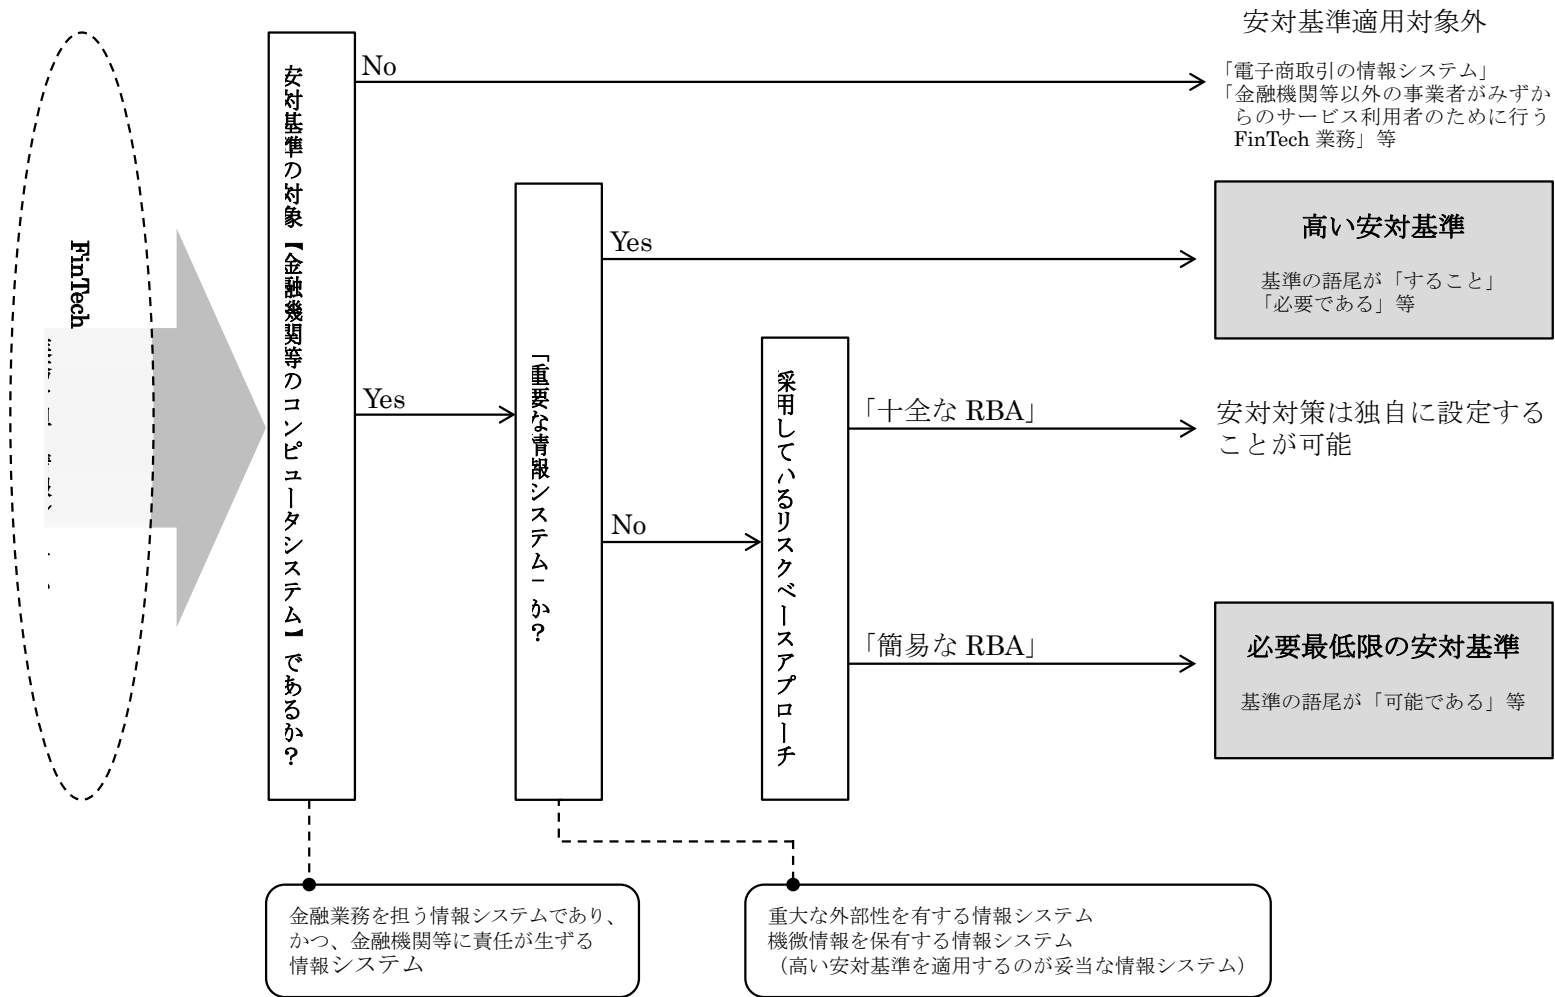 安対基準適用対象外
「電子商取引の情報システム」
「金融機関等以外の事業者がみずか
らのサービス利用者のために行う
FinTech 業務」等
No
安対基準の対象【金融機関等のコンピュータシステム】であるか？
FinTech
Yes
「重要な情報システム」か？
Yes
高い安対基準
基準の語尾が「すること」
「必要である」等
No
採用しているリスクベースアプローチ
「十全な RBA」
安対対策は独自に設定する
ことが可能
「簡易な RBA」
必要最低限の安対基準
基準の語尾が「可能である」等
金融業務を担う情報システムであり、
かつ、金融機関等に責任が生ずる
情報システム
重大な外部性を有する情報システム
機微情報を保有する情報システム
（高い安対基準を適用するのが妥当な情報システム）